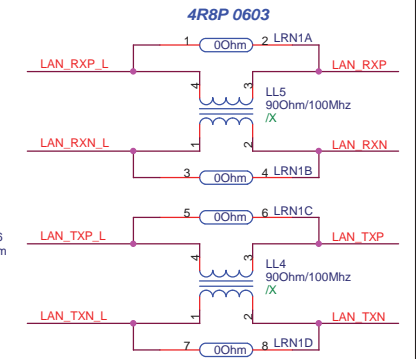 4R8P 0603
1 0Ohm 2 LRN1A
LAN_RXP_L
LAN_RXP
4 3
LL5
90Ohm/100Mhz
/X
LAN_RXN_L
1 2
LAN_RXN
3 0Ohm 4 LRN1B
5 0Ohm 6 LRN1C
6
m
LAN_TXP_L
LAN_TXP
4 3
LL4
90Ohm/100Mhz
/X
LAN_TXN_L
1 2
LAN_TXN
7 0Ohm 8 LRN1D